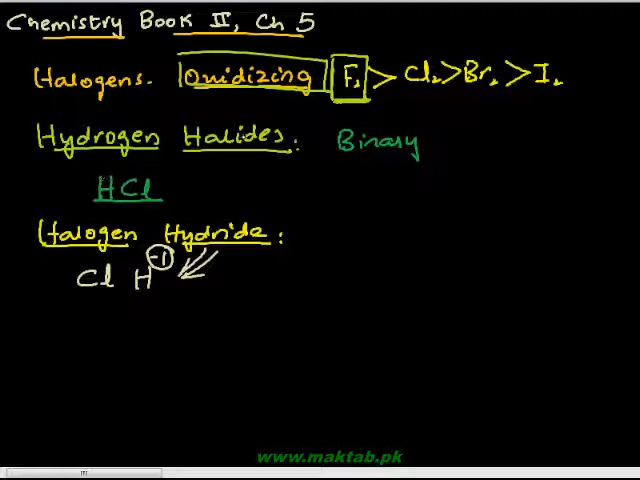 Chemistry Book II, Ch 5
Halogens. Oxidizing F₂ > Cl₂ > Br₂ > I₂
Hydrogen Halides: Binary
HCl
Halogen Hydride:
Cl H⁻¹
www.maktab.pk